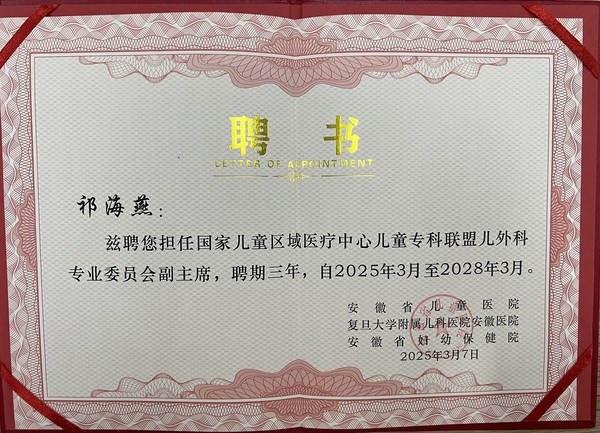 聘书
LETTER OF APPOINTMENT
祁海燕:
兹聘您担任国家儿童区域医疗中心儿童专科联盟儿外科
专业委员会副主席，聘期三年，自2025年3月至2028年3月。
安徽省儿童医院
复旦大学附属儿科医院安徽医院
安徽省妇幼保健院
2025年3月7日